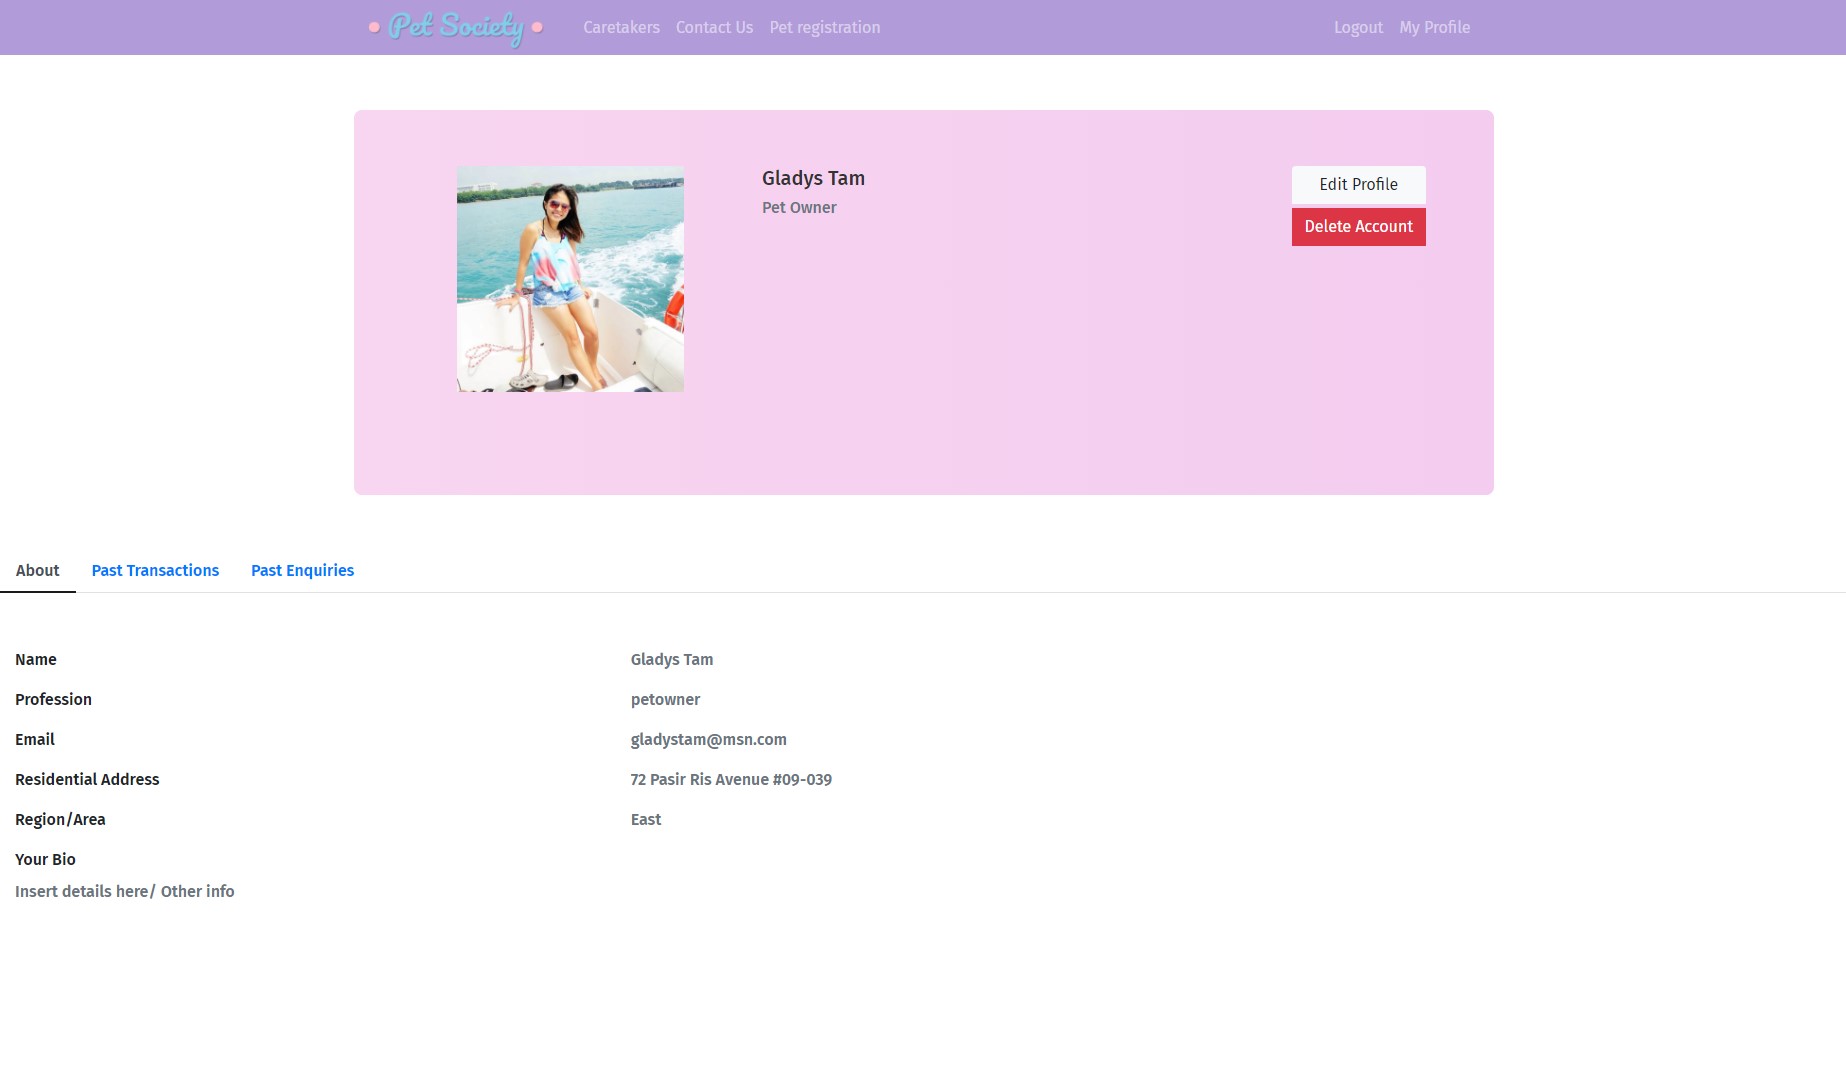 Pet Society Caretakers Contact Us Pet registration Logout My Profile
Gladys Tam
Pet Owner
Edit Profile
Delete Account
About Past Transactions Past Enquiries
Name Gladys Tam
Profession petowner
Email gladystam@msn.com
Residential Address 72 Pasir Ris Avenue #09-039
Region/Area East
Your Bio
Insert details here/ Other info